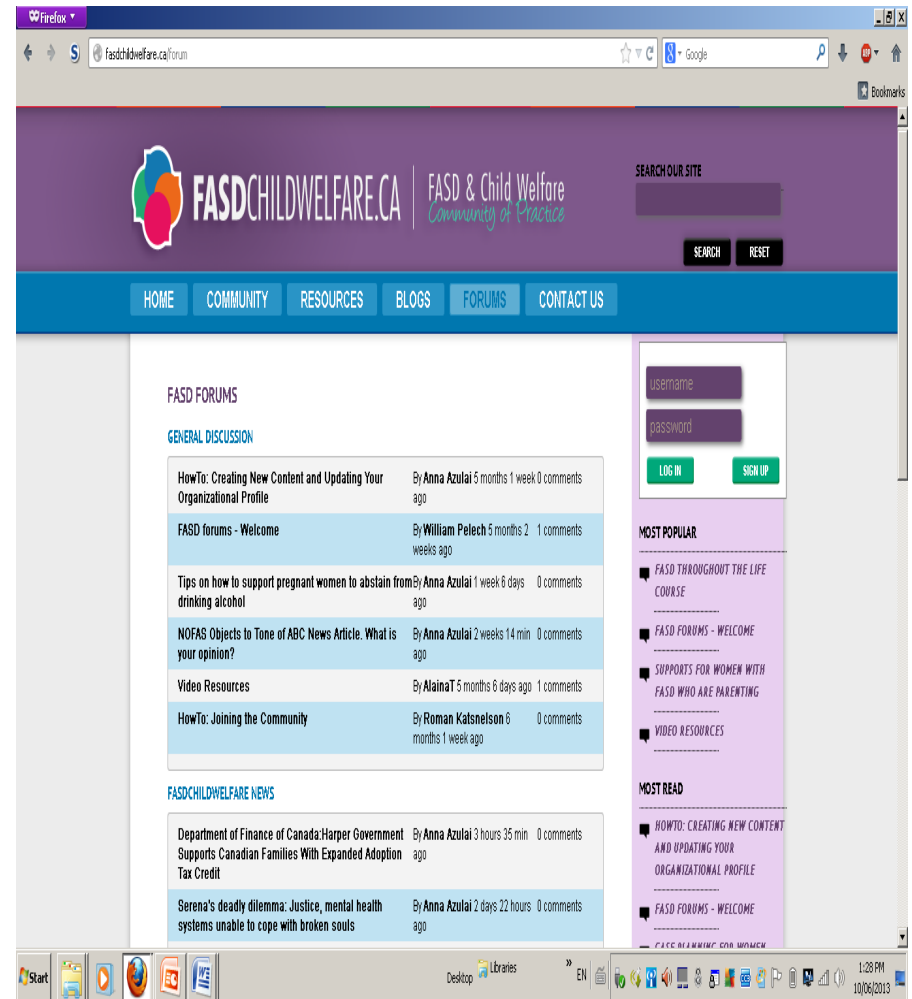 Firefox
fasdchildwelfare.ca/forum
Google
Bookmarks
FASDCHILDWELFARE.CA
FASD & Child Welfare
Community of Practice
SEARCH OUR SITE
SEARCH RESET
HOME COMMUNITY RESOURCES BLOGS FORUMS CONTACT US
FASD FORUMS
GENERAL DISCUSSION
HowTo: Creating New Content and Updating Your By Anna Azulai 5 months 1 week 0 comments
Organizational Profile ago
FASD forums - Welcome By William Pelech 5 months 2 1 comments
weeks ago
Tips on how to support pregnant women to abstain from By Anna Azulai 1 week 6 days 0 comments
drinking alcohol ago
NOFAS Objects to Tone of ABC News Article. What is By Anna Azulai 2 weeks 14 min 0 comments
your opinion? ago
Video Resources By AlainaT 5 months 6 days ago 1 comments
HowTo: Joining the Community By Roman Katsnelson 6 0 comments
months 1 week ago
FASDCHILDWELFARE NEWS
Department of Finance of Canada:Harper Government By Anna Azulai 3 hours 35 min 0 comments
Supports Canadian Families With Expanded Adoption ago
Tax Credit
Serena's deadly dilemma: Justice, mental health By Anna Azulai 2 days 22 hours 0 comments
systems unable to cope with broken souls ago
username
password
LOG IN SIGN UP
MOST POPULAR
FASD THROUGHOUT THE LIFE
COURSE
FASD FORUMS - WELCOME
SUPPORTS FOR WOMEN WITH
FASD WHO ARE PARENTING
VIDEO RESOURCES
MOST READ
HOWTO: CREATING NEW CONTENT
AND UPDATING YOUR
ORGANIZATIONAL PROFILE
FASD FORUMS - WELCOME
CASE PLANNING FOR WOMEN
Start
Desktop Libraries » EN
1:28 PM
10/06/2013